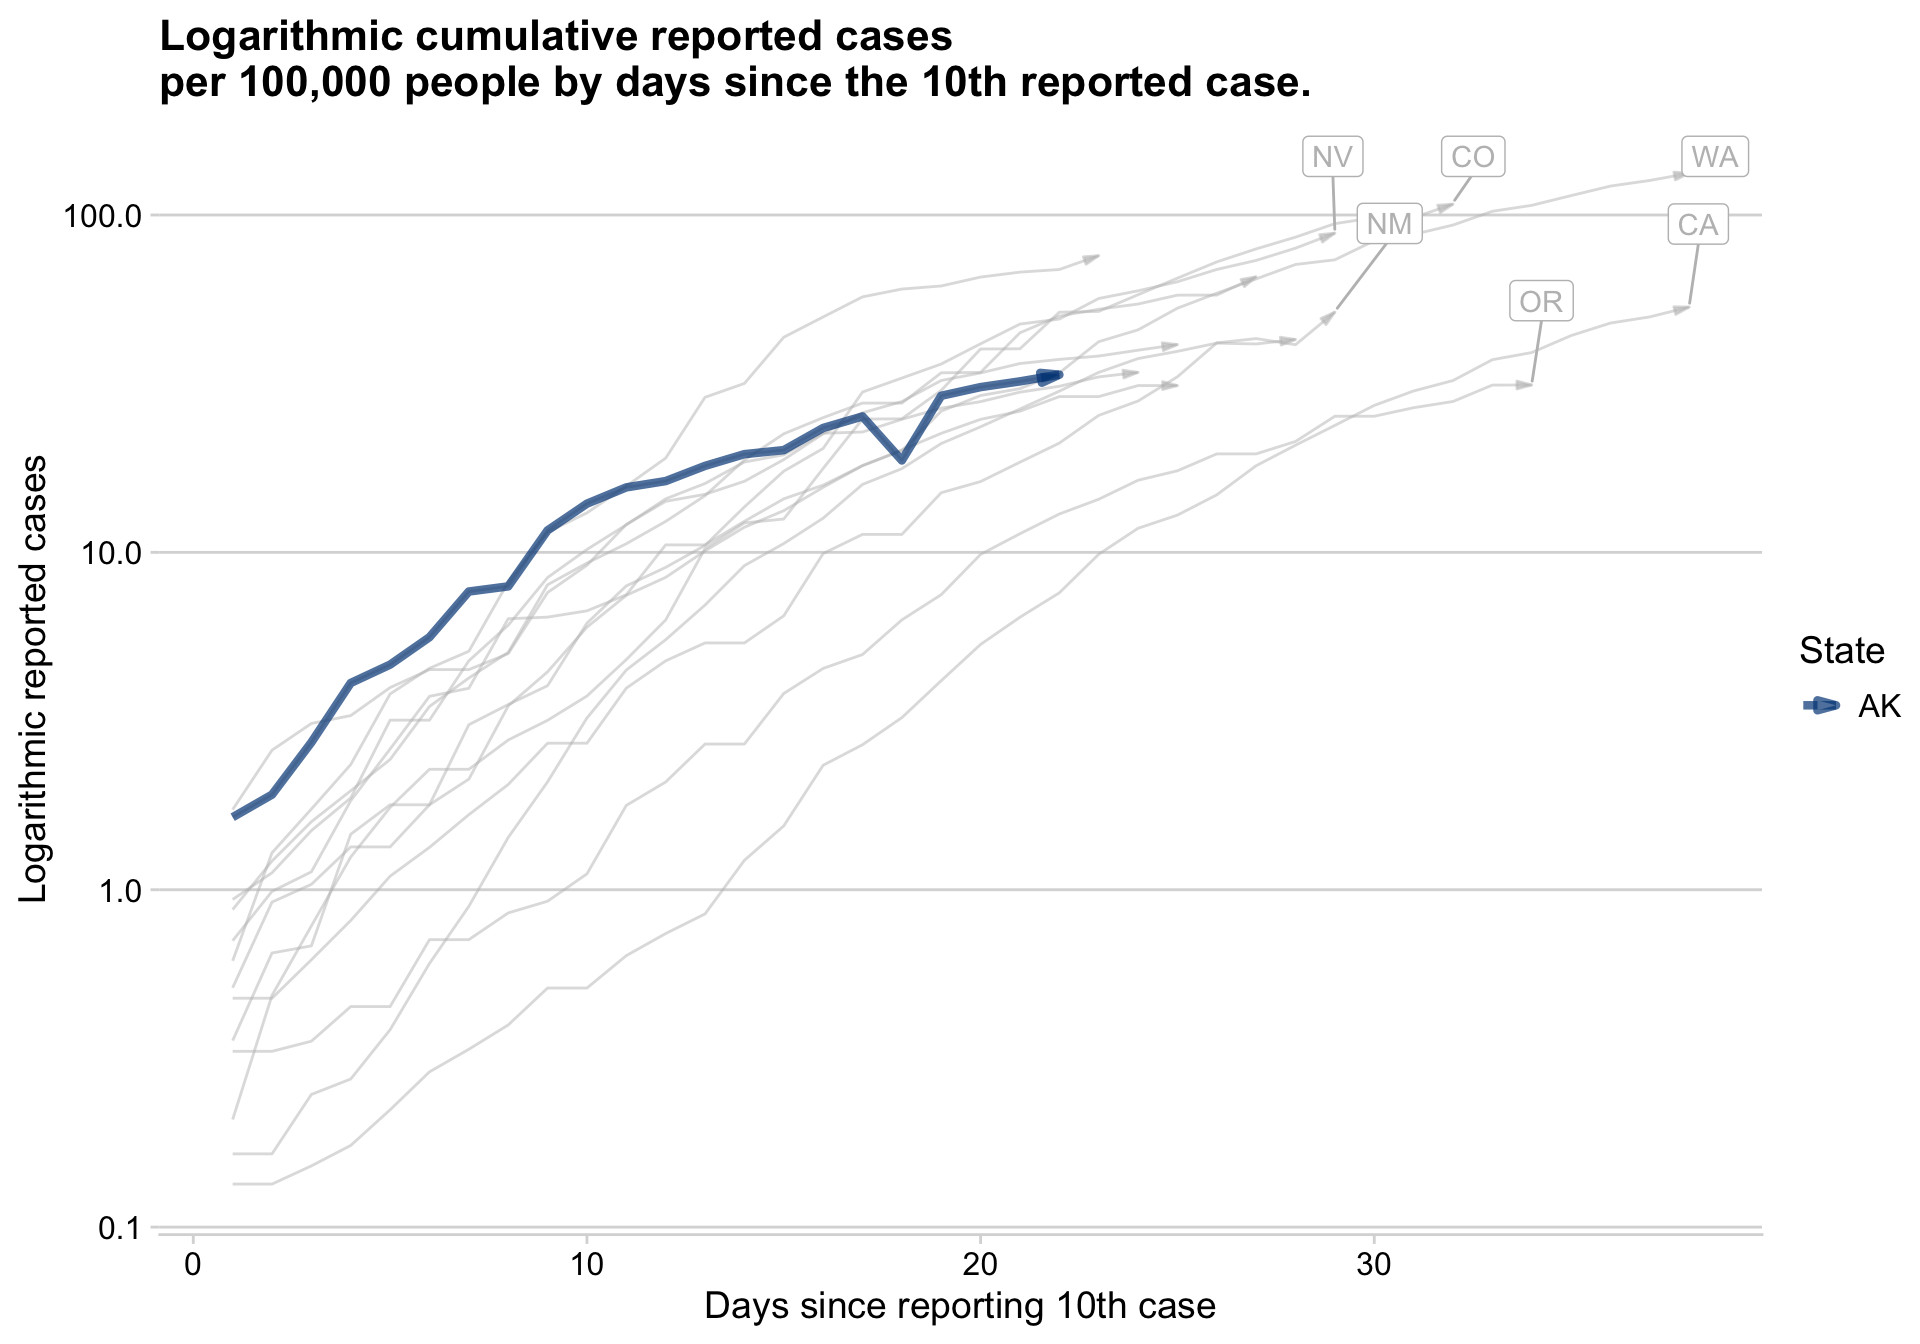 Logarithmic cumulative reported cases
per 100,000 people by days since the 10th reported case.
NV
CO
WA
NM
CA
OR
100.0
10.0
1.0
0.1
Logarithmic reported cases
0
10
20
30
Days since reporting 10th case
State
AK